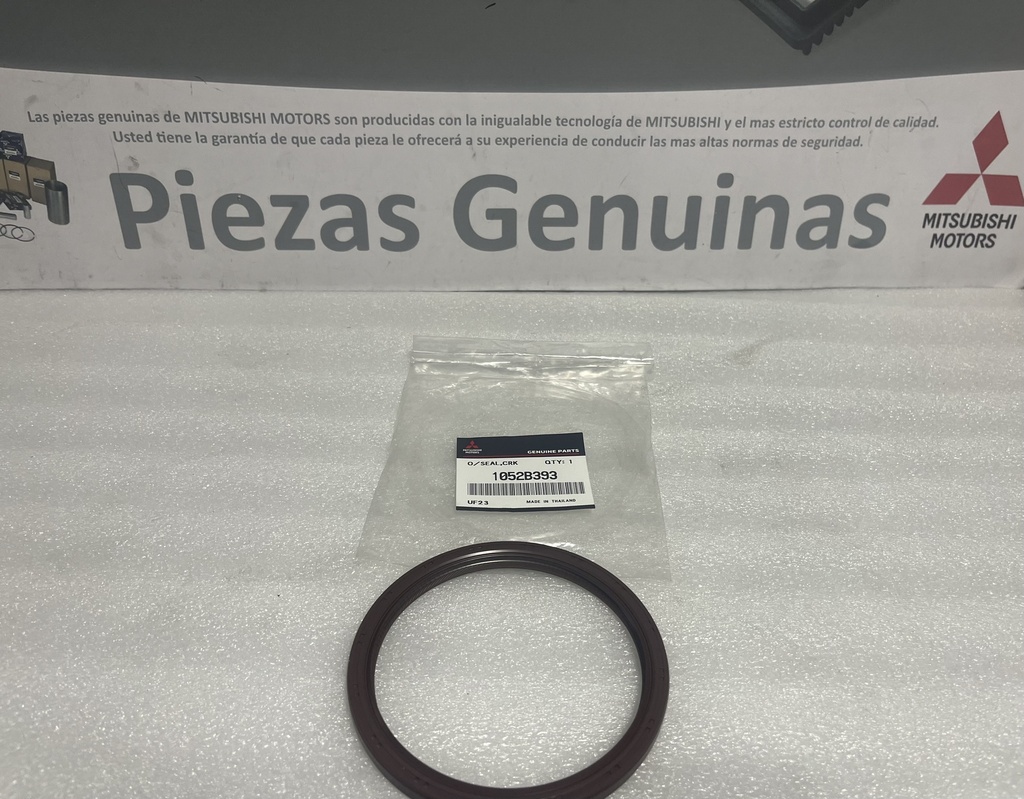 Las piezas genuinas de MITSUBISHI MOTORS son producidas con la inigualable tecnología de MITSUBISHI y el mas estricto control de calidad.
Usted tiene la garantía de que cada pieza le ofrecerá a su experiencia de conducir las mas altas normas de seguridad.
Piezas Genuinas
MITSUBISHI
MOTORS
GENUINE PARTS
O/SEAL,CRK QTY: 1
1052B393
UF23 MADE IN THAILAND